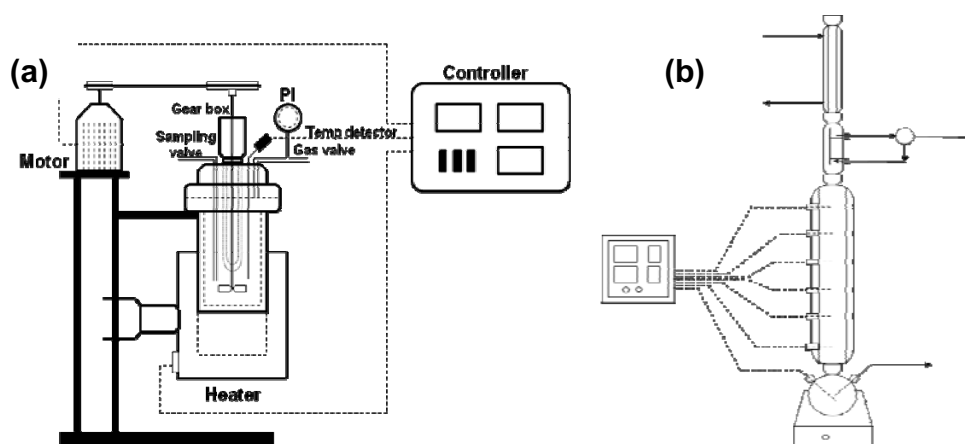 (a)
Controller
(b)
PI
Gear box
Sampling
valve
Temp detector
Gas valve
Motor
Heater